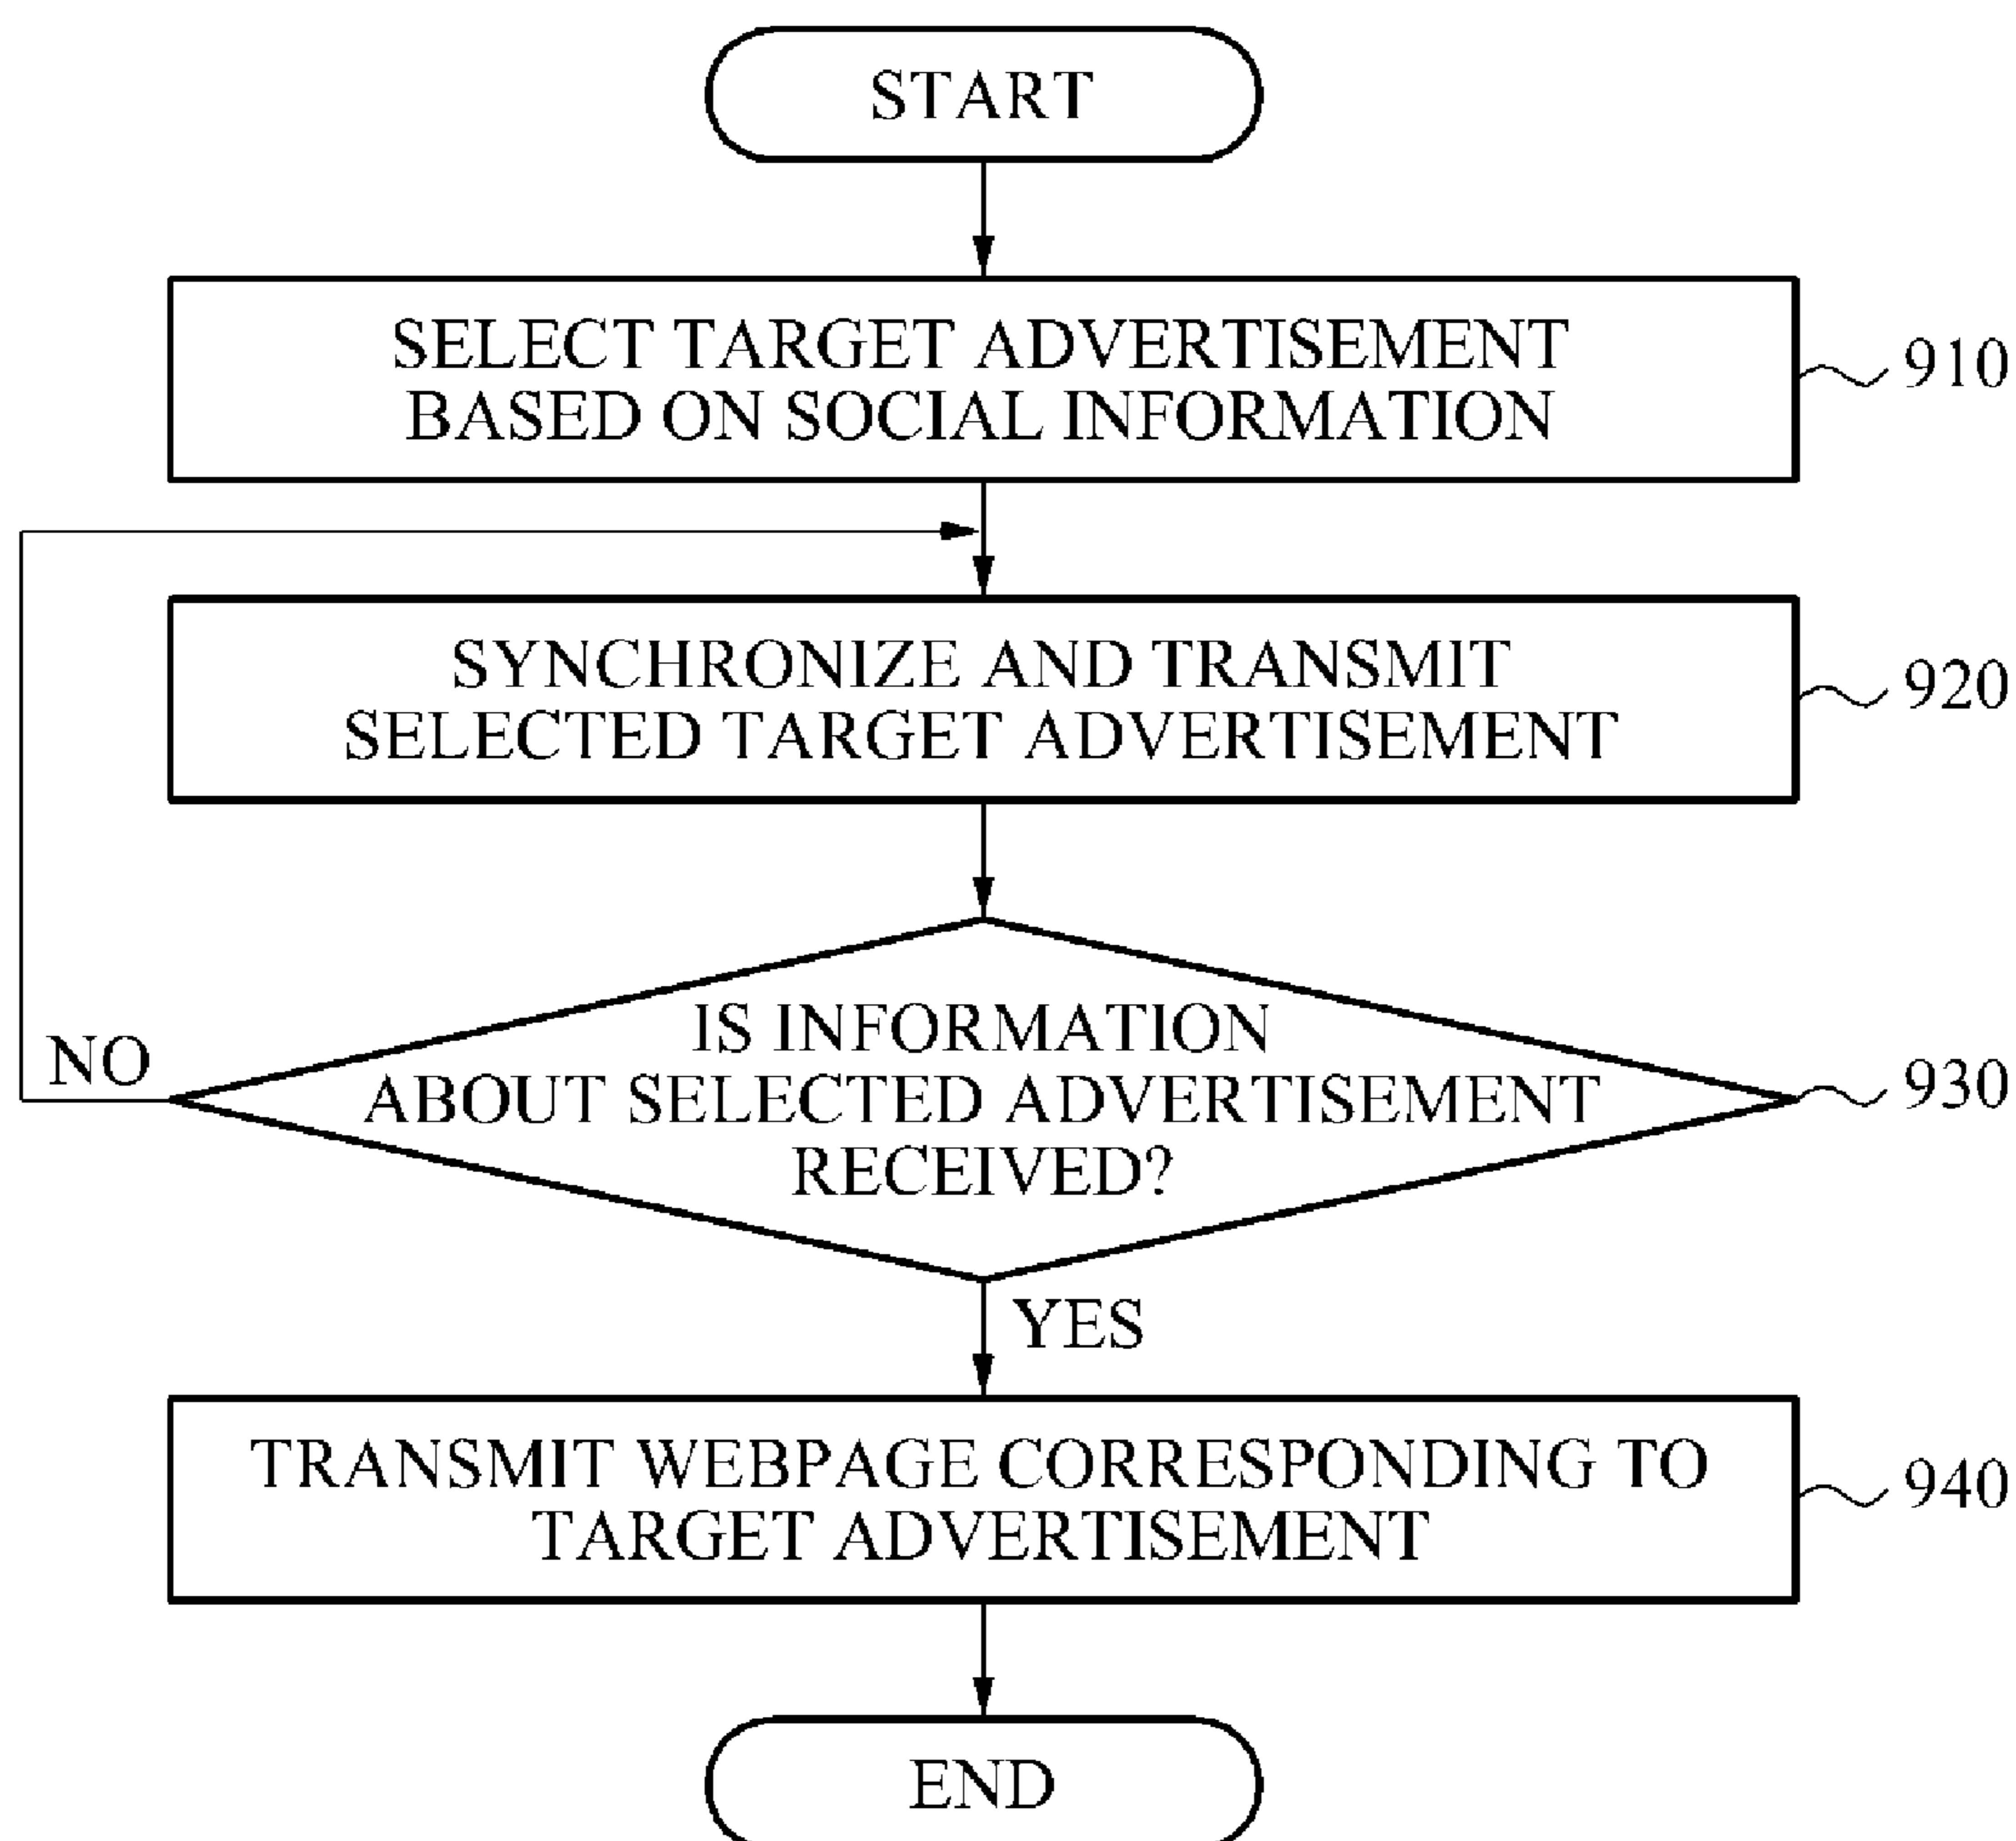 START
SELECT TARGET ADVERTISEMENT
BASED ON SOCIAL INFORMATION
910
SYNCHRONIZE AND TRANSMIT
SELECTED TARGET ADVERTISEMENT
920
IS INFORMATION
ABOUT SELECTED ADVERTISEMENT
RECEIVED?
930
NO
YES
TRANSMIT WEBPAGE CORRESPONDING TO
TARGET ADVERTISEMENT
940
END